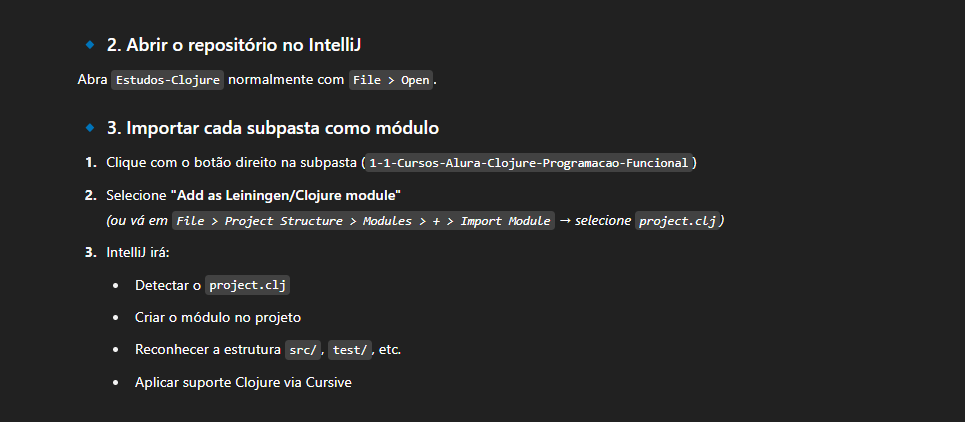 2. Abrir o repositório no IntelliJ
Abra Estudos-Clojure normalmente com File > Open.
3. Importar cada subpasta como módulo
1. Clique com o botão direito na subpasta (1-1-Cursos-Alura-Clojure-Programacao-Funcional)
2. Selecione "Add as Leiningen/Clojure module"
(ou vá em File > Project Structure > Modules > + > Import Module → selecione project.clj)
3. IntelliJ irá:
Detectar o project.clj
Criar o módulo no projeto
Reconhecer a estrutura src/, test/, etc.
Aplicar suporte Clojure via Cursive